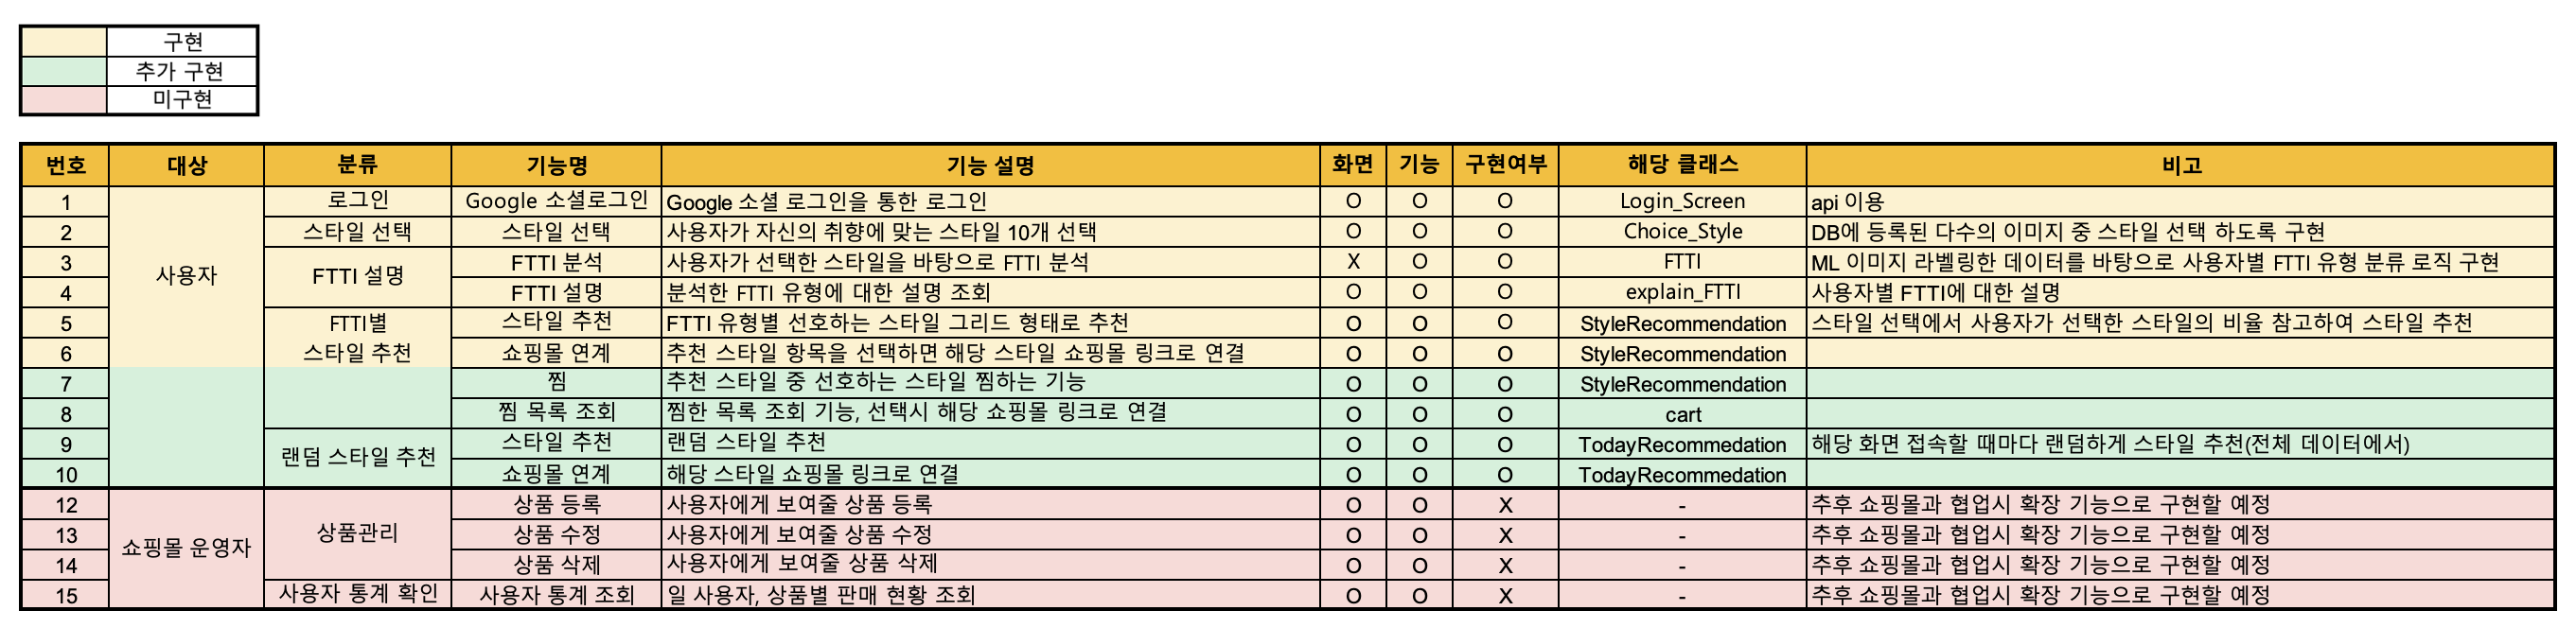 구현
추가 구현
미구현
번호 대상 분류 기능명 기능 설명 화면 기능 구현여부 해당 클래스 비고
1 사용자 로그인 Google 소셜로그인 Google 소셜 로그인을 통한 로그인 O O O Login_Screen api 이용
2 스타일 선택 스타일 선택 사용자가 자신의 취향에 맞는 스타일 10개 선택 O O O Choice_Style DB에 등록된 다수의 이미지 중 스타일 선택 하도록 구현
3 FTTI 설명 FTTI 분석 사용자가 선택한 스타일을 바탕으로 FTTI 분석 X O O FTTI ML 이미지 라벨링한 데이터를 바탕으로 사용자별 FTTI 유형 분류 로직 구현
4 FTTI 설명 분석한 FTTI 유형에 대한 설명 조회 O O O explain_FTTI 사용자별 FTTI에 대한 설명
5 FTTI별 스타일 추천 FTTI 유형별 선호하는 스타일 그리드 형태로 추천 O O O StyleRecommendation 스타일 선택에서 사용자가 선택한 스타일의 비율 참고하여 스타일 추천
6 스타일 추천 쇼핑몰 연계 추천 스타일 항목을 선택하면 해당 스타일 쇼핑몰 링크로 연결 O O O StyleRecommendation
7 찜 추천 스타일 중 선호하는 스타일 찜하는 기능 O O O StyleRecommendation
8 찜 목록 조회 찜한 목록 조회 기능, 선택시 해당 쇼핑몰 링크로 연결 O O O cart
9 랜덤 스타일 추천 스타일 추천 랜덤 스타일 추천 O O O TodayRecommedation 해당 화면 접속할 때마다 랜덤하게 스타일 추천(전체 데이터에서)
10 쇼핑몰 연계 해당 스타일 쇼핑몰 링크로 연결 O O O TodayRecommedation
12 쇼핑몰 운영자 상품관리 상품 등록 사용자에게 보여줄 상품 등록 O O X - 추후 쇼핑몰과 협업시 확장 기능으로 구현할 예정
13 상품 수정 사용자에게 보여줄 상품 수정 O O X - 추후 쇼핑몰과 협업시 확장 기능으로 구현할 예정
14 상품 삭제 사용자에게 보여줄 상품 삭제 O O X - 추후 쇼핑몰과 협업시 확장 기능으로 구현할 예정
15 사용자 통계 확인 사용자 통계 조회 일 사용자, 상품별 판매 현황 조회 O O X - 추후 쇼핑몰과 협업시 확장 기능으로 구현할 예정